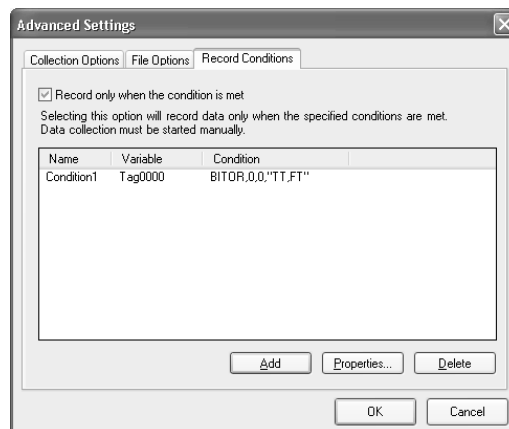 Advanced Settings
Collection Options File Options Record Conditions
Record only when the condition is met
Selecting this option will record data only when the specified conditions are met.
Data collection must be started manually.
Name Variable Condition
Condition1 Tag0000 BITOR,0,0,"TT,FT"
Add Properties... Delete
OK Cancel